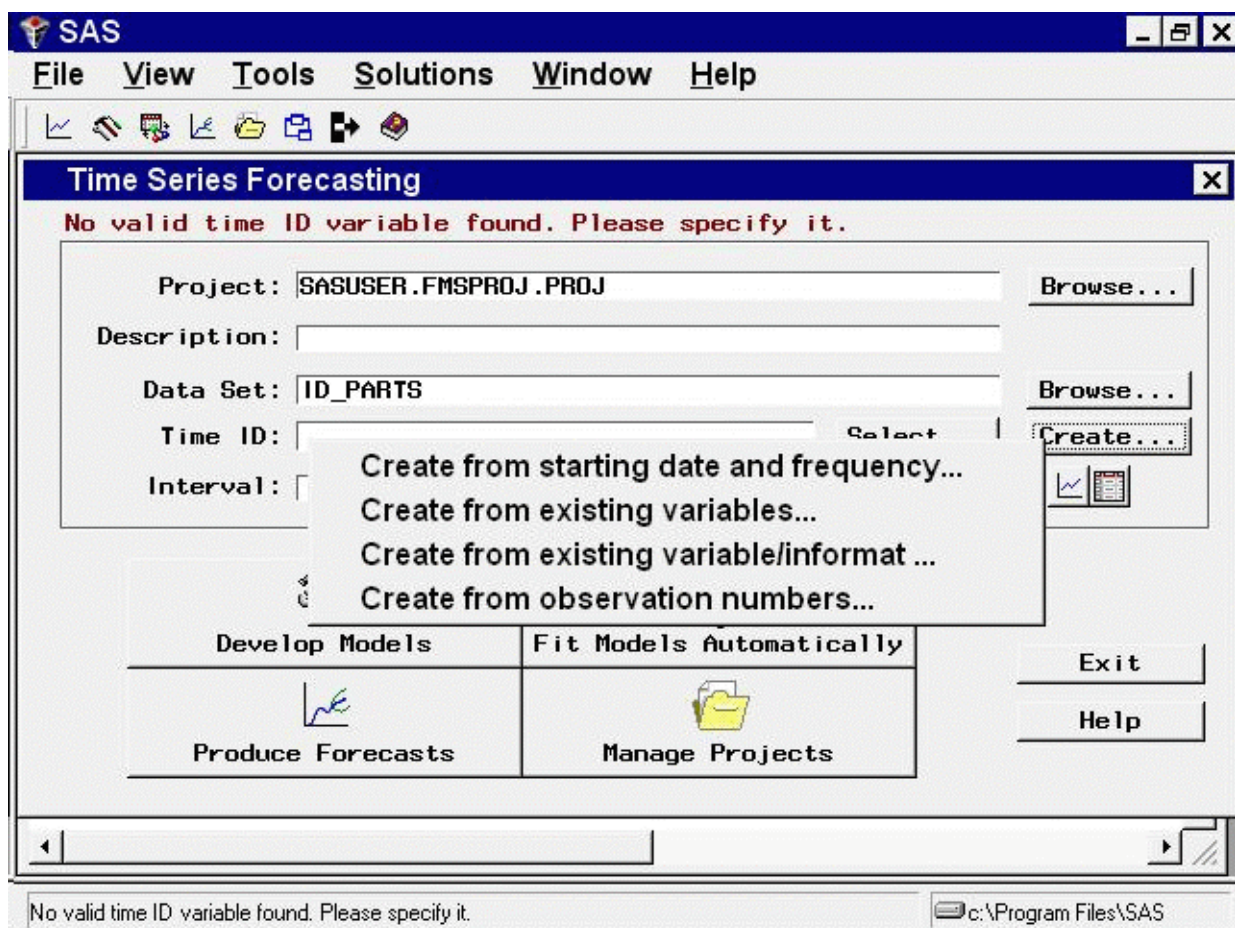 SAS
File View Tools Solutions Window Help
Time Series Forecasting
No valid time ID variable found. Please specify it.
Project: SASUSER.FMSPROJ.PROJ Browse...
Description:
Data Set: ID_PARTS Browse...
Time ID: Select Create...
Interval:
Create from starting date and frequency...
Create from existing variables...
Create from existing variable/informat ...
Create from observation numbers...
Develop Models Fit Models Automatically
Exit
Produce Forecasts Manage Projects
Help
No valid time ID variable found. Please specify it. c:\Program Files\SAS